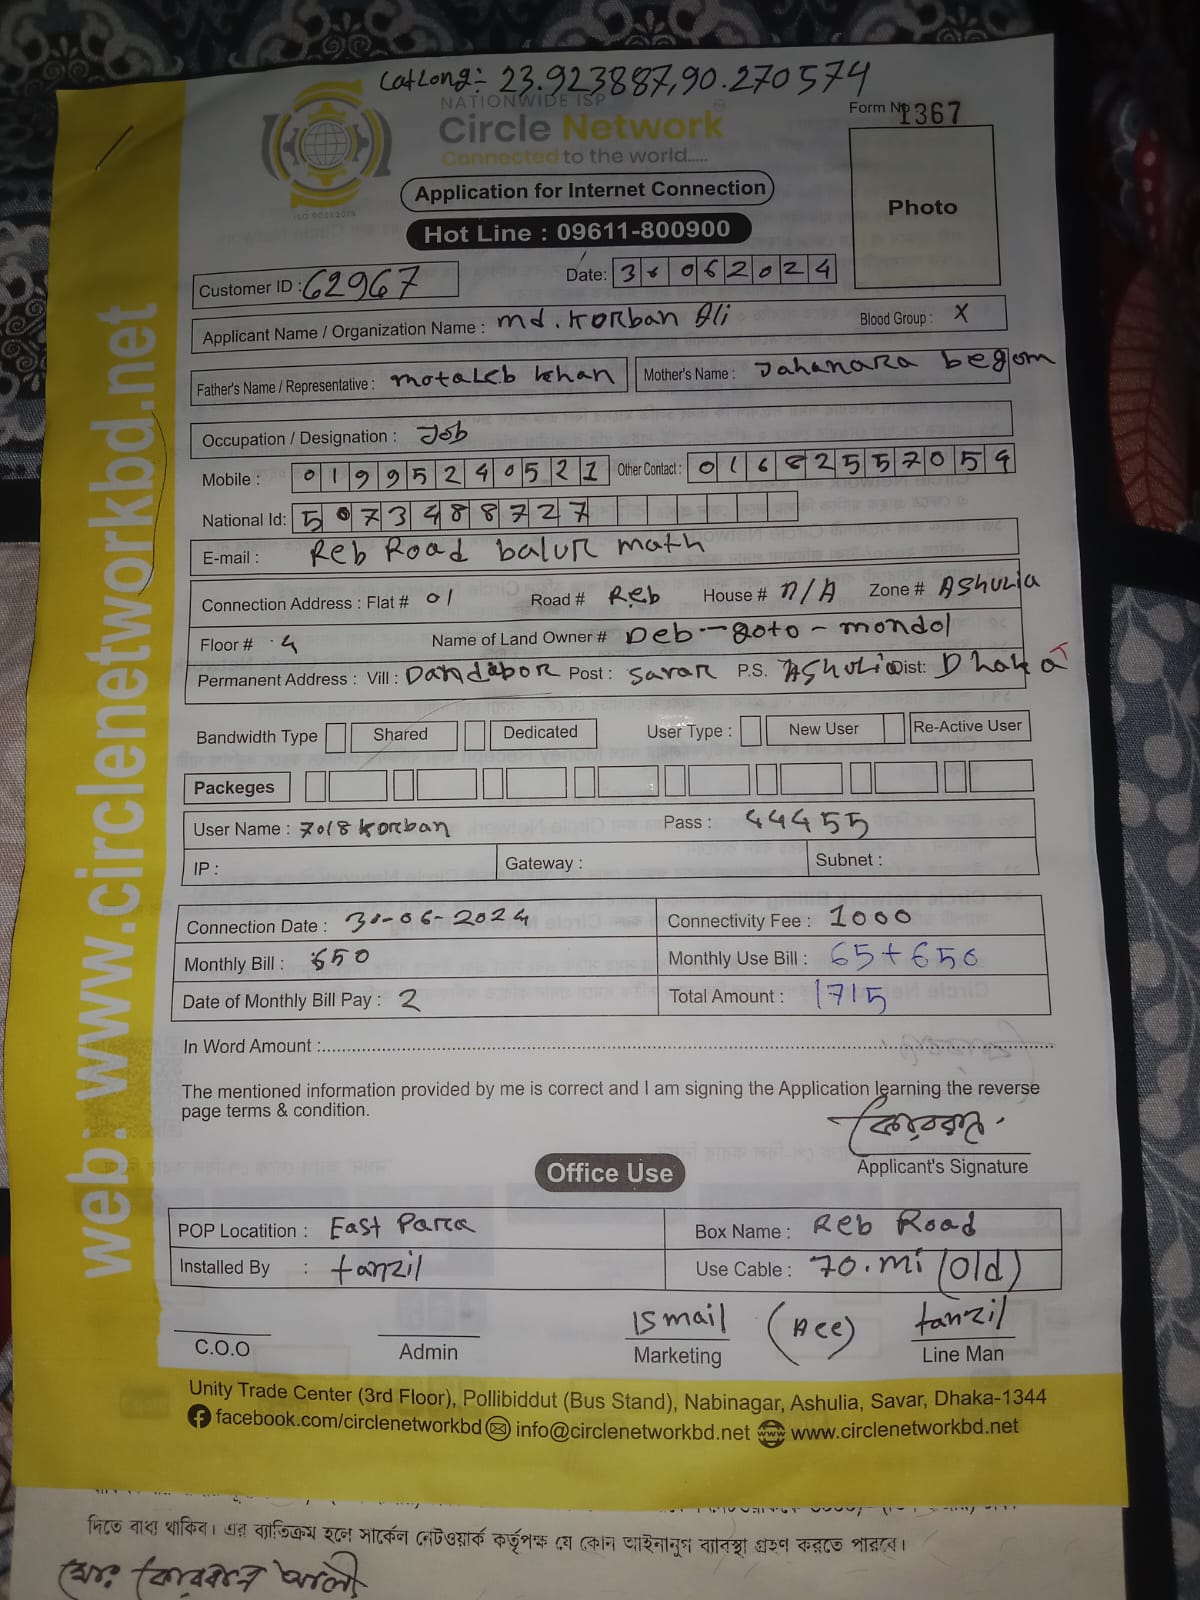 LatLong:- 23.923887,90.270574
NATIONWIDE ISP
Circle Network
Connected to the world.....
Form No 1367
ISO 9001:2015
Application for Internet Connection
Photo
Hot Line : 09611-800900
Customer ID : 62967 Date: 30 06 2024
Applicant Name / Organization Name : md. Korban Ali Blood Group : X
Father's Name / Representative : motaleb khan Mother's Name : Jahanara begom
Occupation / Designation : Job
Mobile : 01995240521 Other Contact : 01682557059
National Id: 5073488727
E-mail : Reb Road balur math
Connection Address : Flat # 01 Road # Reb House # n/A Zone # Ashulia
Floor # 4 Name of Land Owner # Deb-goto-mondol
Permanent Address : Vill : Dandabor Post : Savar P.S. Ashulia Dist: Dhaka
Bandwidth Type Shared Dedicated User Type : New User Re-Active User
Packeges
User Name : 7018korban Pass : 44455
IP : Gateway : Subnet :
Connection Date : 30-06-2024 Connectivity Fee : 1000
Monthly Bill : 650 Monthly Use Bill : 65+650
Date of Monthly Bill Pay : 2 Total Amount : 1715
In Word Amount :
The mentioned information provided by me is correct and I am signing the Application learning the reverse
page terms & condition.
কোরবান
Applicant's Signature
Office Use
POP Locatition : East Para Box Name : Reb Road
Installed By : tanzil Use Cable : 70.mi (old)
Ismail (Acc) tanzil
C.O.O Admin Marketing Line Man
Unity Trade Center (3rd Floor), Pollibiddut (Bus Stand), Nabinagar, Ashulia, Savar, Dhaka-1344
facebook.com/circlenetworkbd info@circlenetworkbd.net www www.circlenetworkbd.net
web: www.circlenetworkbd.net
দিতে বাধ্য থাকিব। এর ব্যতিক্রম হলে সার্কেল নেটওয়ার্ক কর্তৃপক্ষ যে কোন আইনানুগ ব্যাবস্থা গ্রহণ করতে পারবে।
মোঃ কোরবান আলী